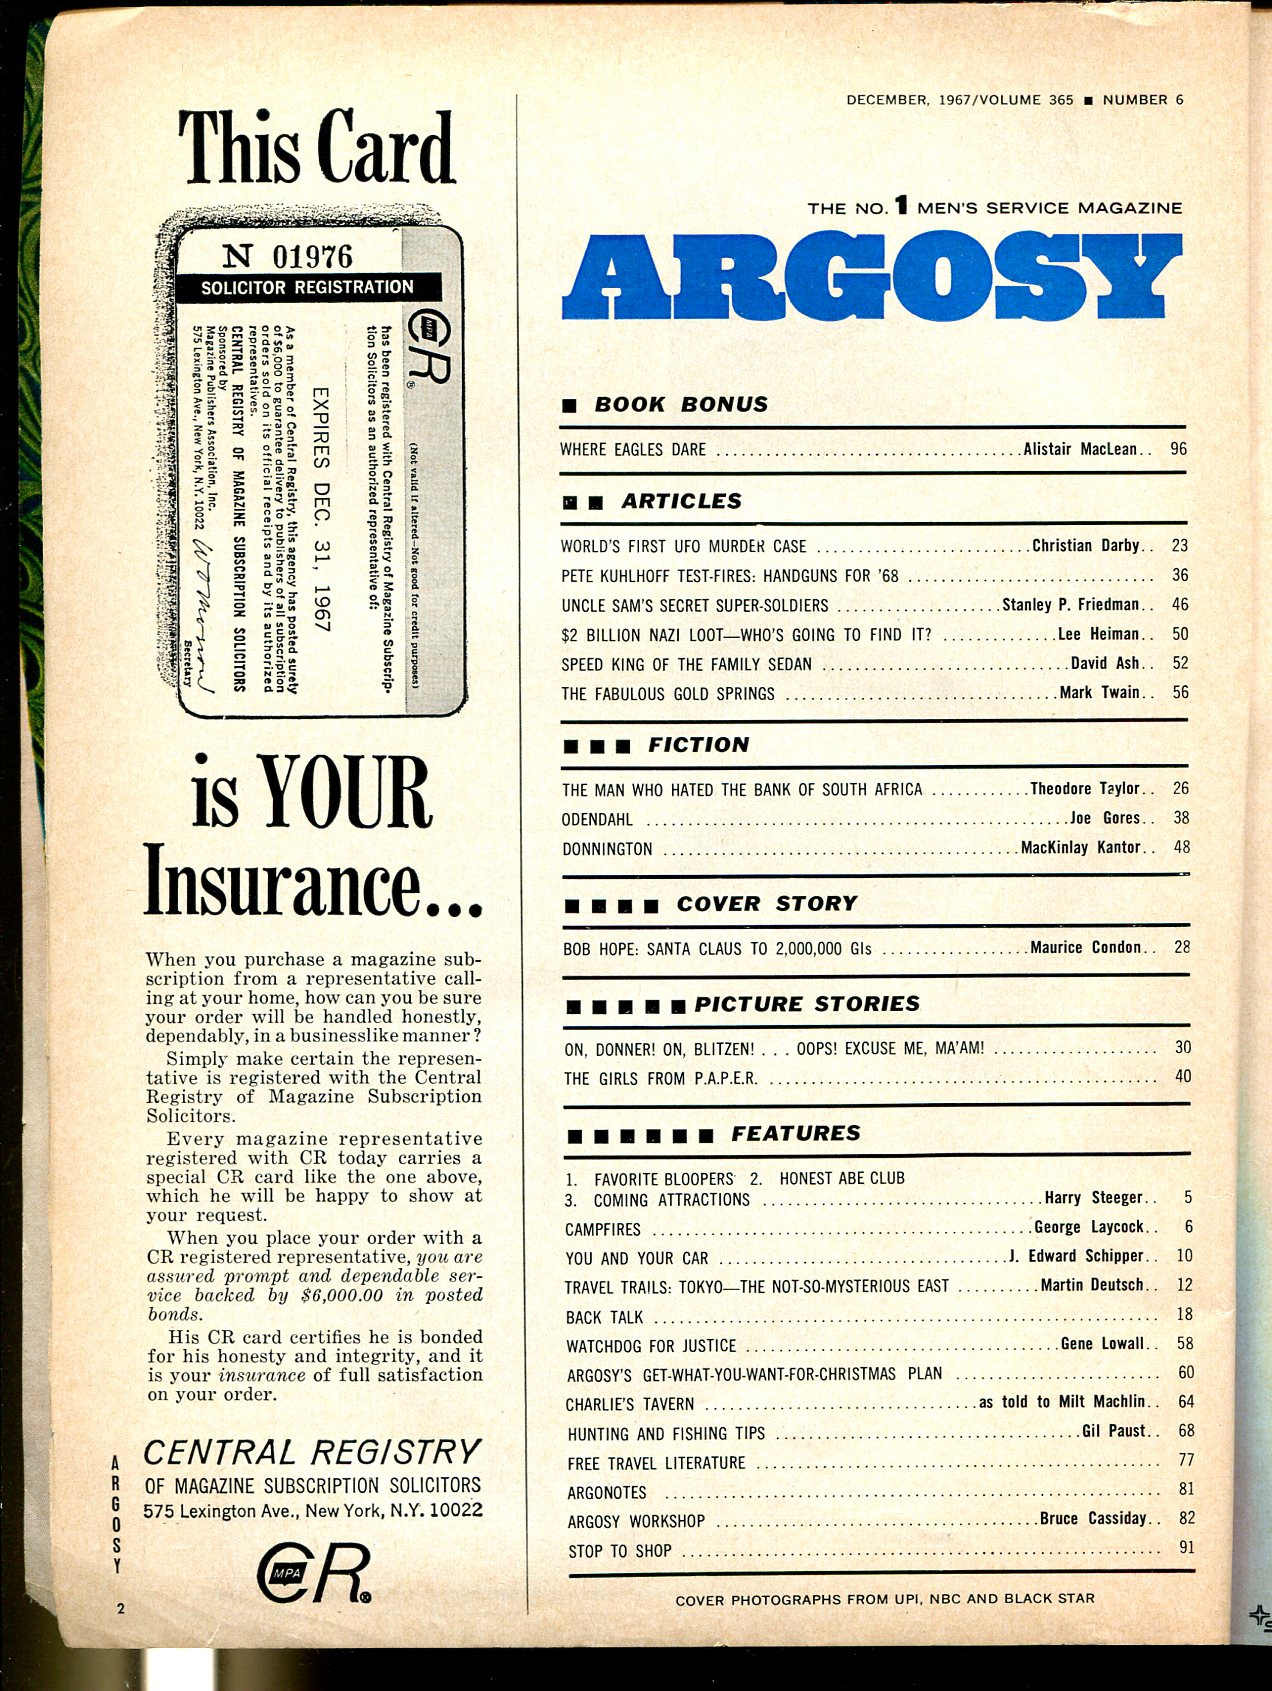 This Card
N 01976
SOLICITOR REGISTRATION
CR MPA ®
(Not valid if altered—Not good for credit purposes)
has been registered with Central Registry of Magazine Subscrip-
tion Solicitors as an authorized representative of:
EXPIRES DEC. 31, 1967
As a member of Central Registry, this agency has posted surety
of $6,000 to guarantee delivery to publishers of all subscription
orders sold on its official receipts and by its authorized
representatives.
CENTRAL REGISTRY OF MAGAZINE SUBSCRIPTION SOLICITORS
Sponsored by
Magazine Publishers Association, Inc.
575 Lexington Ave., New York, N.Y. 10022
Secretary
is YOUR
Insurance...
When you purchase a magazine sub-
scription from a representative call-
ing at your home, how can you be sure
your order will be handled honestly,
dependably, in a businesslike manner?
Simply make certain the represen-
tative is registered with the Central
Registry of Magazine Subscription
Solicitors.
Every magazine representative
registered with CR today carries a
special CR card like the one above,
which he will be happy to show at
your request.
When you place your order with a
CR registered representative, you are
assured prompt and dependable ser-
vice backed by $6,000.00 in posted
bonds.
His CR card certifies he is bonded
for his honesty and integrity, and it
is your insurance of full satisfaction
on your order.
CENTRAL REGISTRY
OF MAGAZINE SUBSCRIPTION SOLICITORS
575 Lexington Ave., New York, N.Y. 10022
CR MPA ®
ARGOSY
2
DECEMBER, 1967/VOLUME 365 ■ NUMBER 6
THE NO. 1 MEN'S SERVICE MAGAZINE
ARGOSY
■ BOOK BONUS
WHERE EAGLES DARE ........ Alistair MacLean.. 96
■ ■ ARTICLES
WORLD'S FIRST UFO MURDER CASE ........ Christian Darby.. 23
PETE KUHLHOFF TEST-FIRES: HANDGUNS FOR '68 ........ 36
UNCLE SAM'S SECRET SUPER-SOLDIERS ........ Stanley P. Friedman.. 46
$2 BILLION NAZI LOOT—WHO'S GOING TO FIND IT? ........ Lee Heiman.. 50
SPEED KING OF THE FAMILY SEDAN ........ David Ash.. 52
THE FABULOUS GOLD SPRINGS ........ Mark Twain.. 56
■ ■ ■ FICTION
THE MAN WHO HATED THE BANK OF SOUTH AFRICA ........ Theodore Taylor.. 26
ODENDAHL ........ Joe Gores.. 38
DONNINGTON ........ MacKinlay Kantor.. 48
■ ■ ■ ■ COVER STORY
BOB HOPE: SANTA CLAUS TO 2,000,000 GIs ........ Maurice Condon.. 28
■ ■ ■ ■ ■ PICTURE STORIES
ON, DONNER! ON, BLITZEN! . . . OOPS! EXCUSE ME, MA'AM! ........ 30
THE GIRLS FROM P.A.P.E.R. ........ 40
■ ■ ■ ■ ■ ■ FEATURES
1. FAVORITE BLOOPERS 2. HONEST ABE CLUB
3. COMING ATTRACTIONS ........ Harry Steeger.. 5
CAMPFIRES ........ George Laycock.. 6
YOU AND YOUR CAR ........ J. Edward Schipper.. 10
TRAVEL TRAILS: TOKYO—THE NOT-SO-MYSTERIOUS EAST ........ Martin Deutsch.. 12
BACK TALK ........ 18
WATCHDOG FOR JUSTICE ........ Gene Lowall.. 58
ARGOSY'S GET-WHAT-YOU-WANT-FOR-CHRISTMAS PLAN ........ 60
CHARLIE'S TAVERN ........ as told to Milt Machlin.. 64
HUNTING AND FISHING TIPS ........ Gil Paust.. 68
FREE TRAVEL LITERATURE ........ 77
ARGONOTES ........ 81
ARGOSY WORKSHOP ........ Bruce Cassiday.. 82
STOP TO SHOP ........ 91
COVER PHOTOGRAPHS FROM UPI, NBC AND BLACK STAR